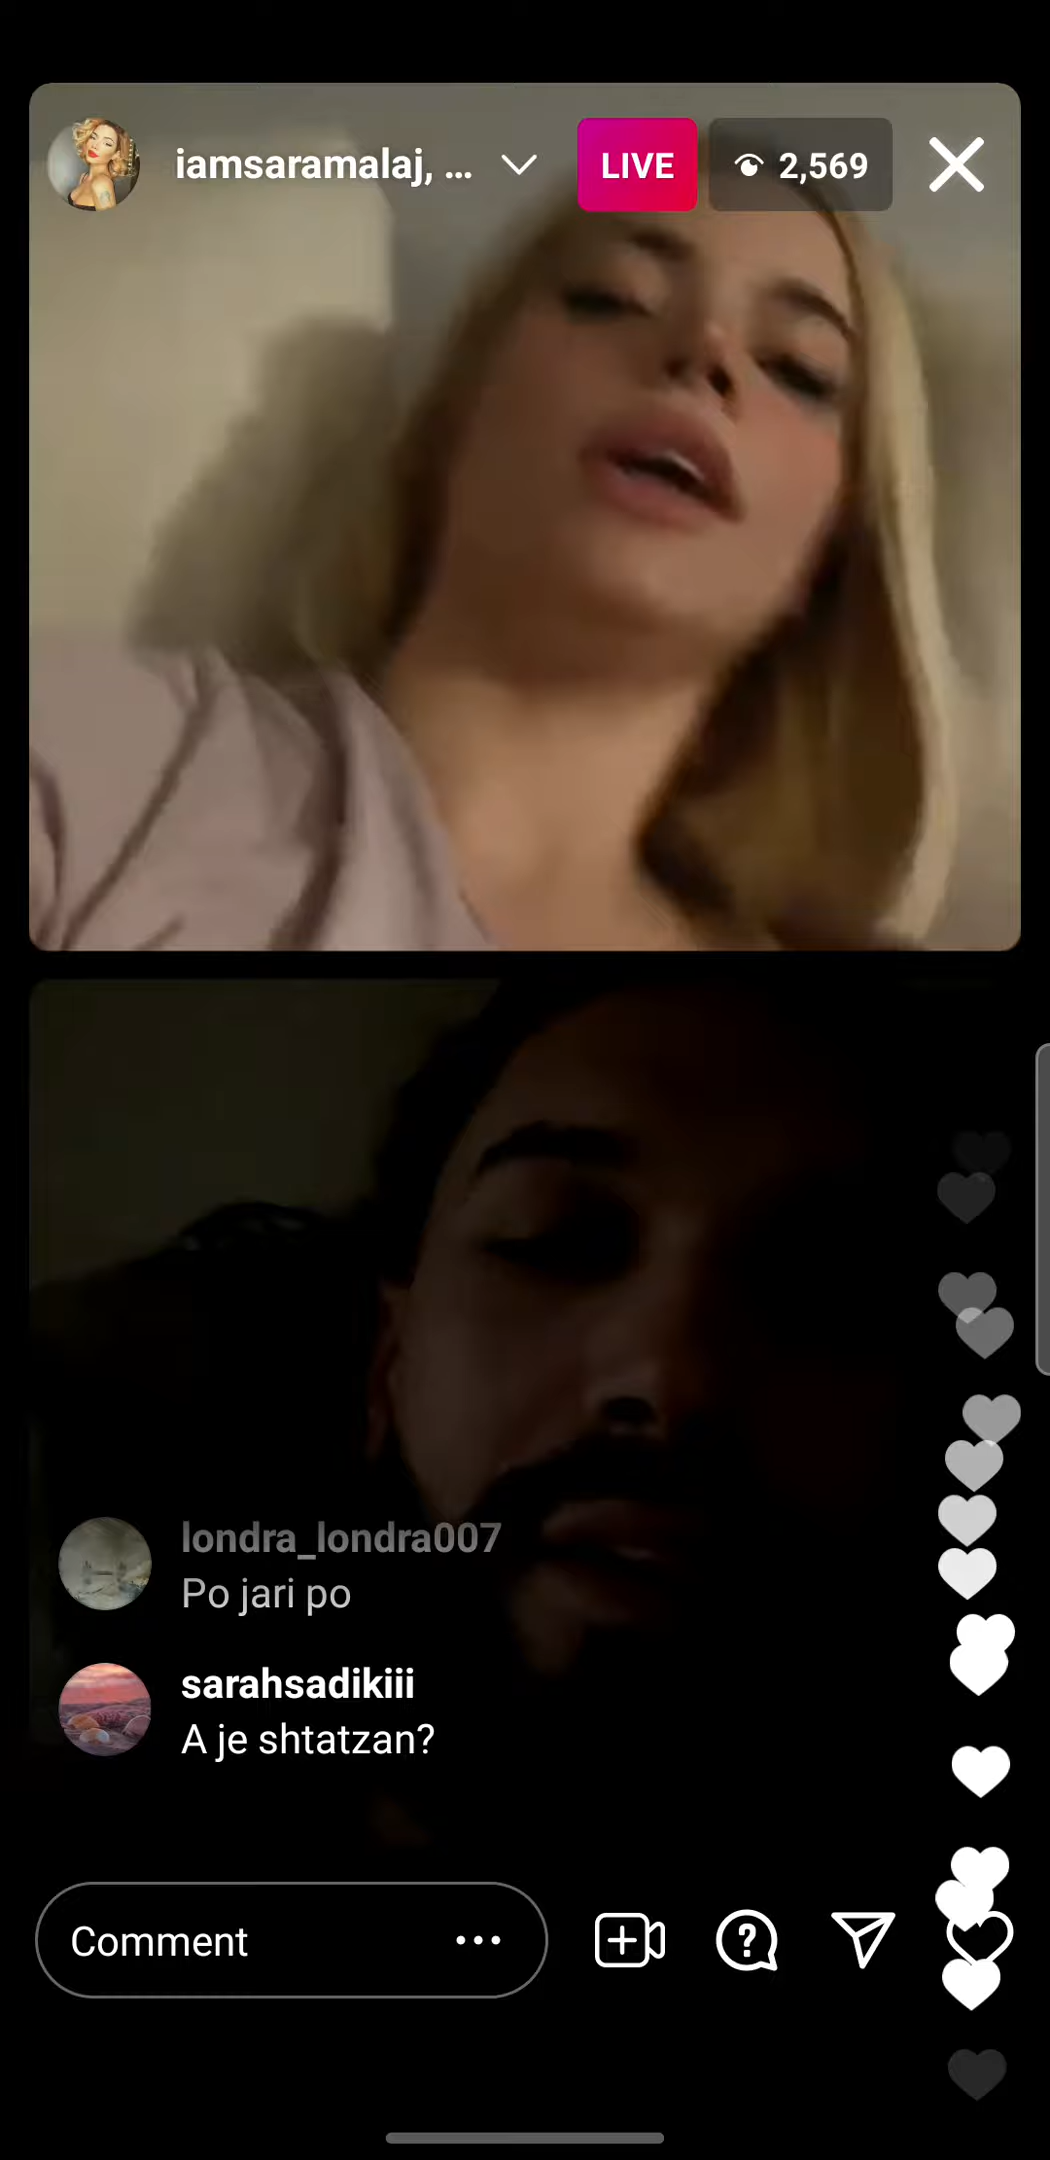 iamsaramalaj, ...
LIVE
2,569
londra_londra007
Po jari po
sarahsadikiii
A je shtatzan?
Comment